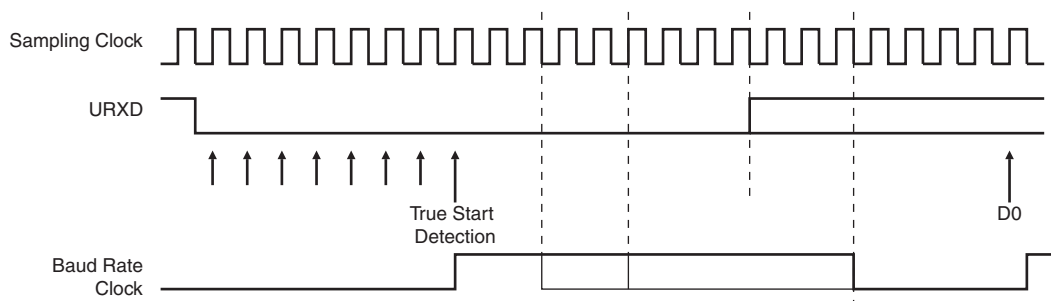 Sampling Clock
URXD
True Start
Detection
D0
Baud Rate
Clock